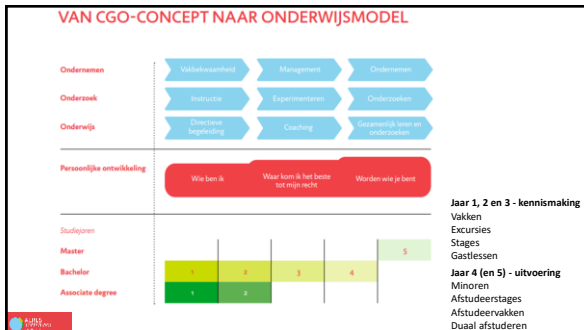 VAN CGO-CONCEPT NAAR ONDERWIJSMODEL
Ondernemen
Vakbekwaamheid
Management
Ondernemen
Onderzoek
Instructie
Experimenteren
Onderzoeken
Onderwijs
Directieve
begeleiding
Coaching
Gezamenlijk leren en
onderzoeken
Persoonlijke ontwikkeling
Wie ben ik
Waar kom ik het beste
tot mijn recht
Worden wie je bent
Jaar 1, 2 en 3 - kennismaking
Vakken
Excursies
Stages
Gastlessen
Jaar 4 (en 5) - uitvoering
Minoren
Afstudeerstages
Afstudeervakken
Duaal afstuderen
Studiejaren
Master
5
Bachelor
1
2
3
4
Associate degree
1
2
AERES